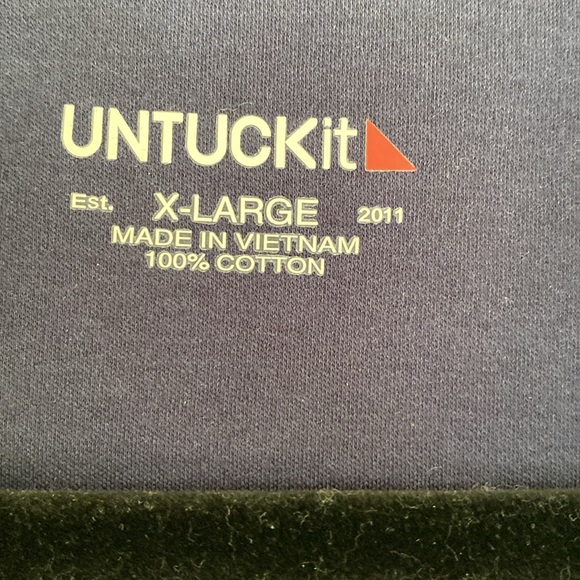 UNTUCKit
Est. X-LARGE 2011
MADE IN VIETNAM
100% COTTON